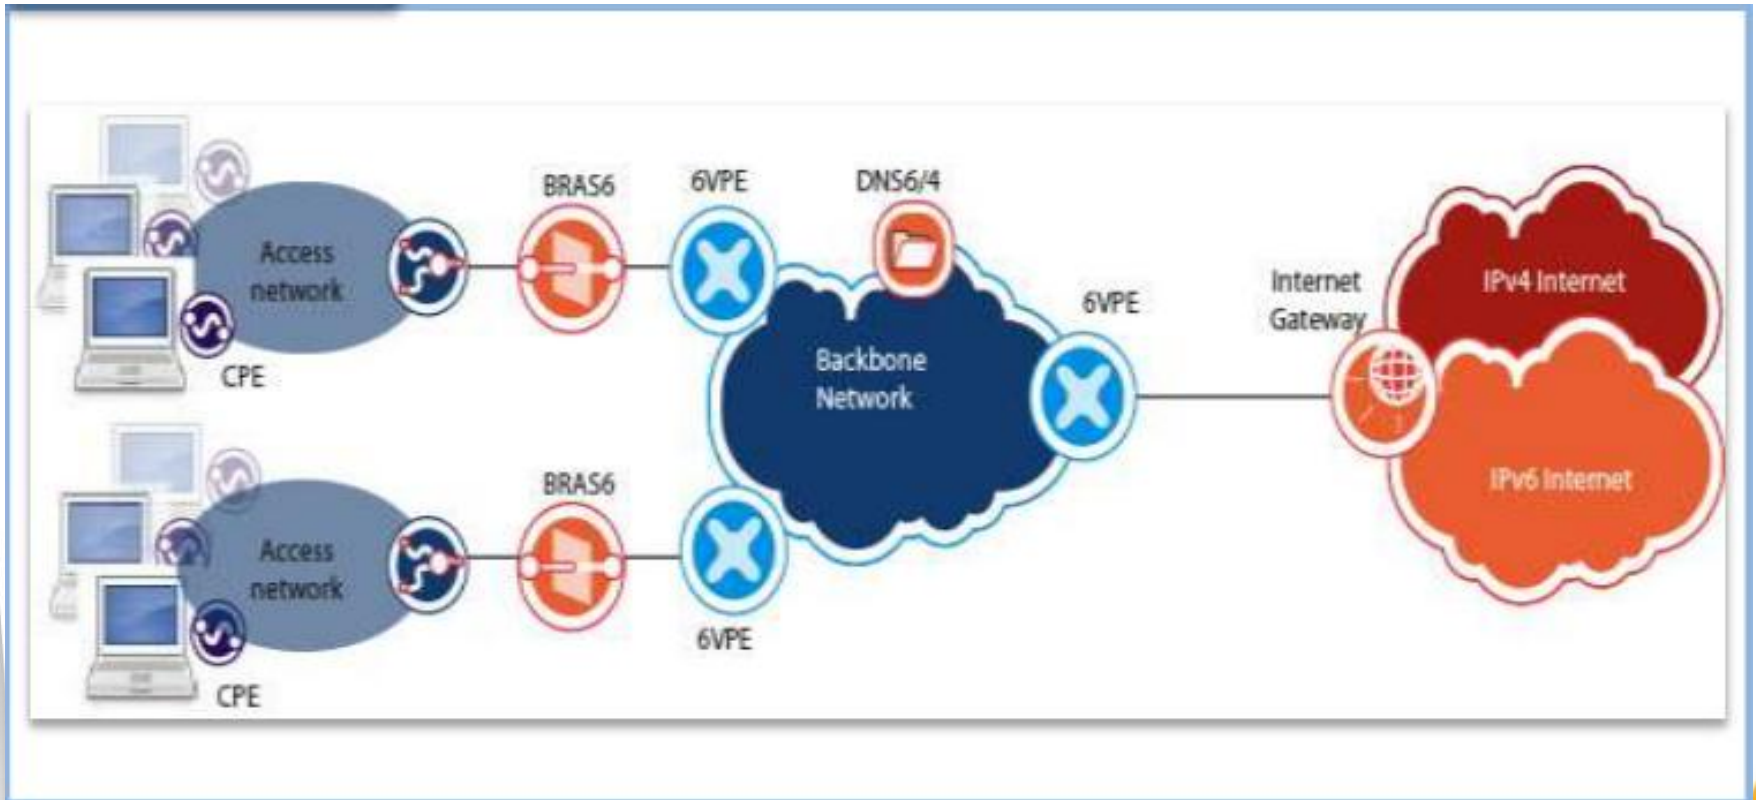 BRAS6
6VPE
DNS6/4
Access
network
CPE
Backbone
Network
6VPE
Internet
Gateway
IPv4 Internet
IPv6 Internet
BRAS6
Access
network
6VPE
CPE